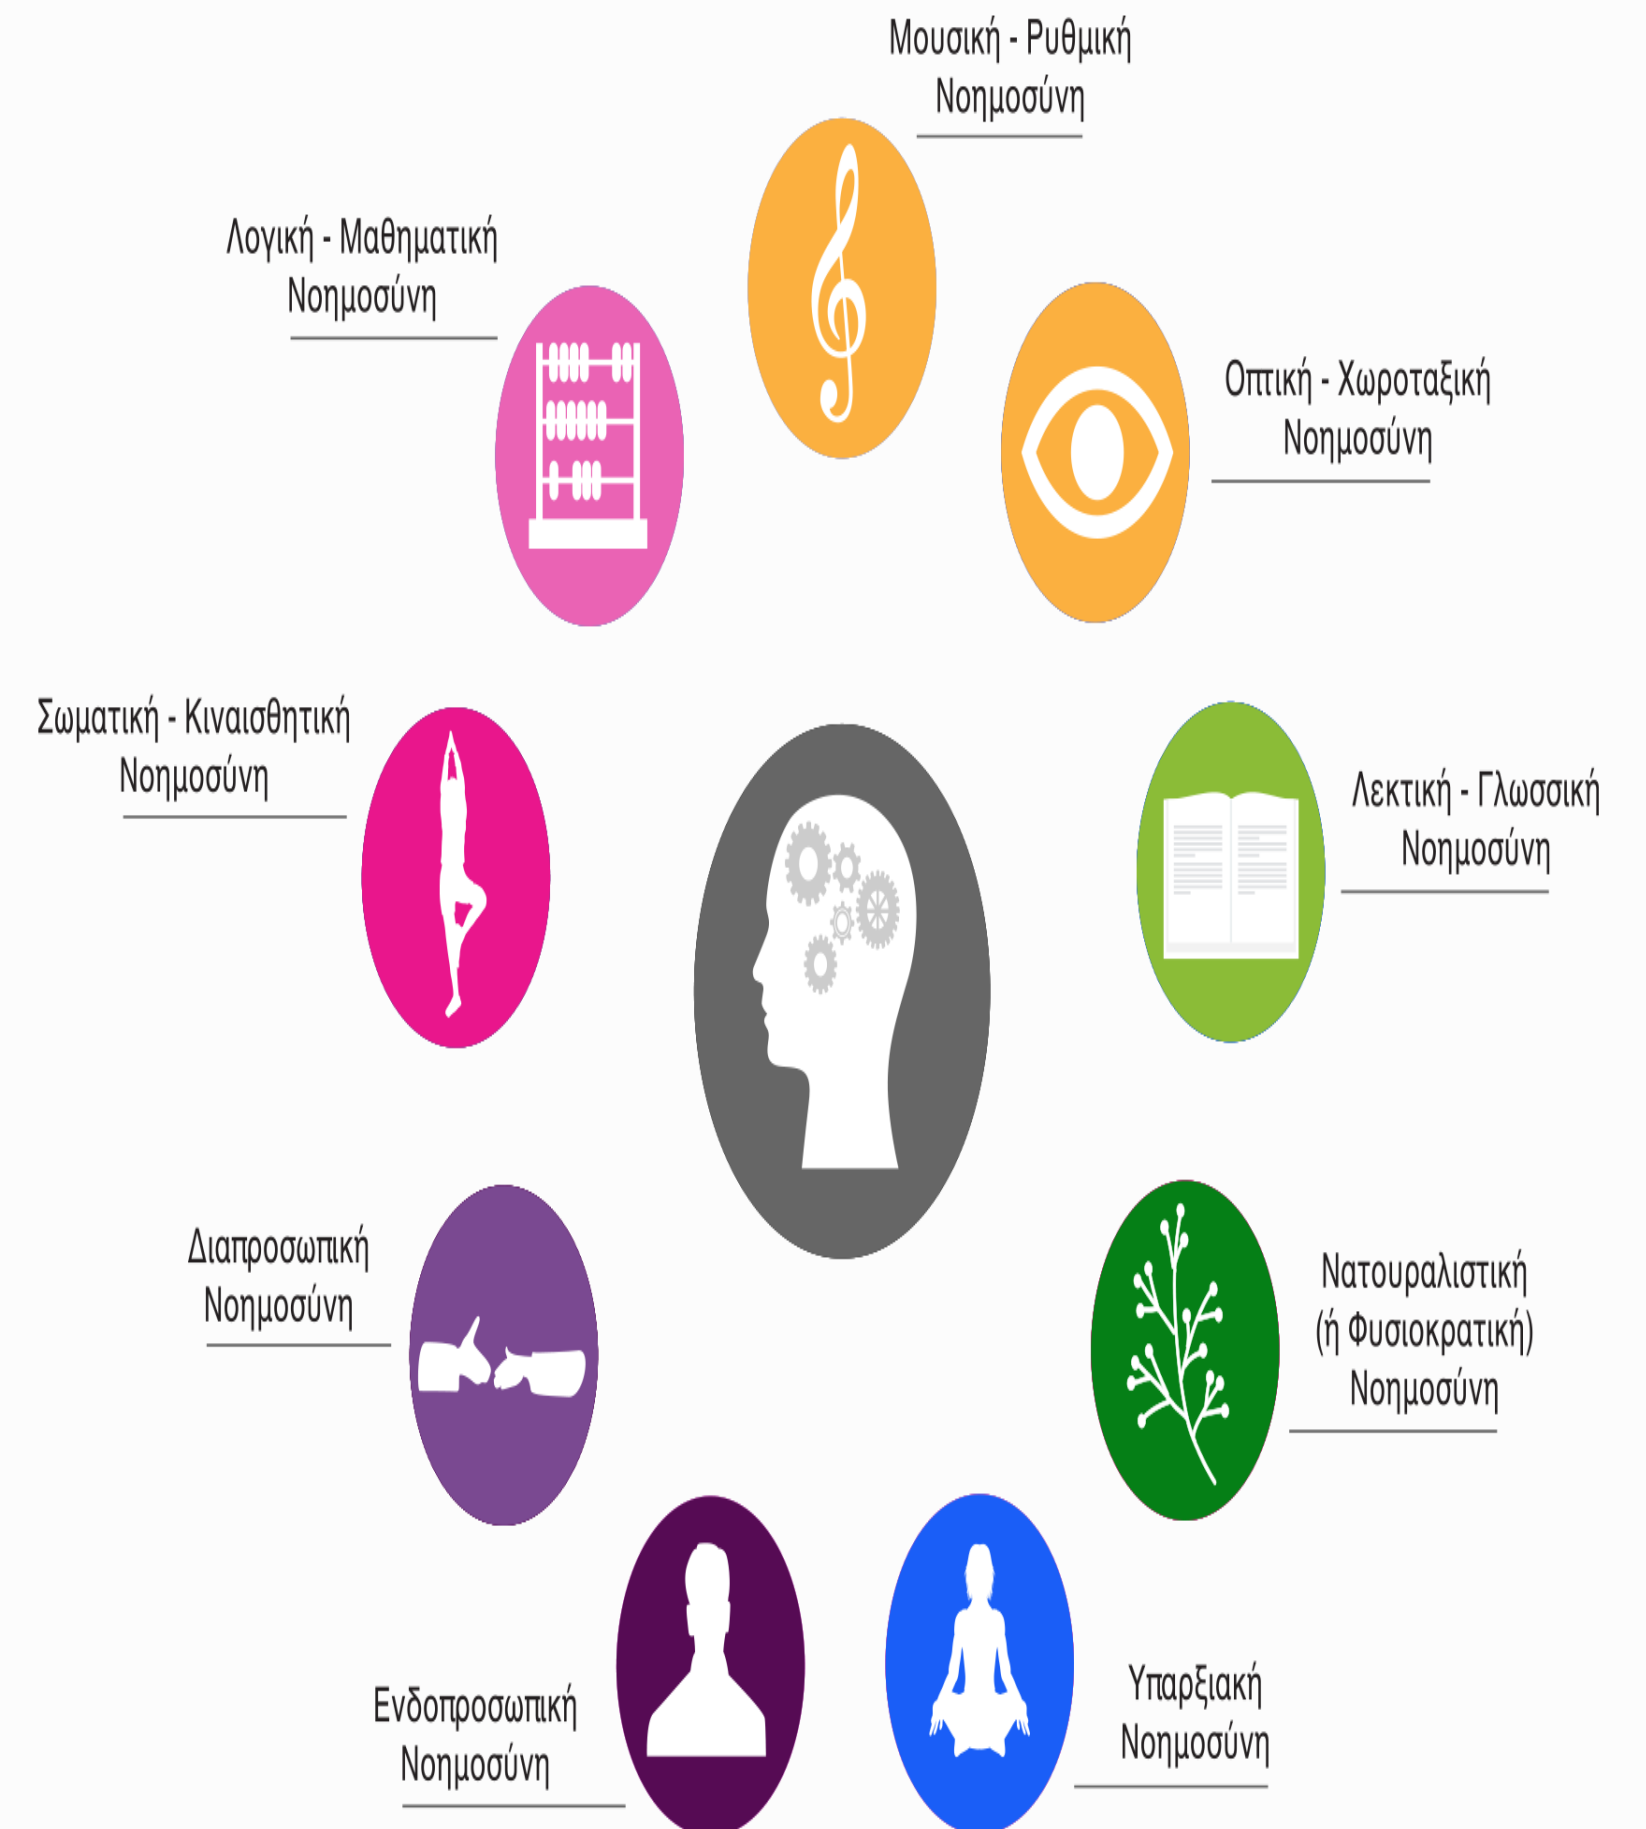 Μουσική - Ρυθμική
Νοημοσύνη
Λογική - Μαθηματική
Νοημοσύνη
Οπτική - Χωροταξική
Νοημοσύνη
Σωματική - Κιναισθητική
Νοημοσύνη
Λεκτική - Γλωσσική
Νοημοσύνη
Διαπροσωπική
Νοημοσύνη
Νατουραλιστική
(ή Φυσιοκρατική)
Νοημοσύνη
Ενδοπροσωπική
Νοημοσύνη
Υπαρξιακή
Νοημοσύνη